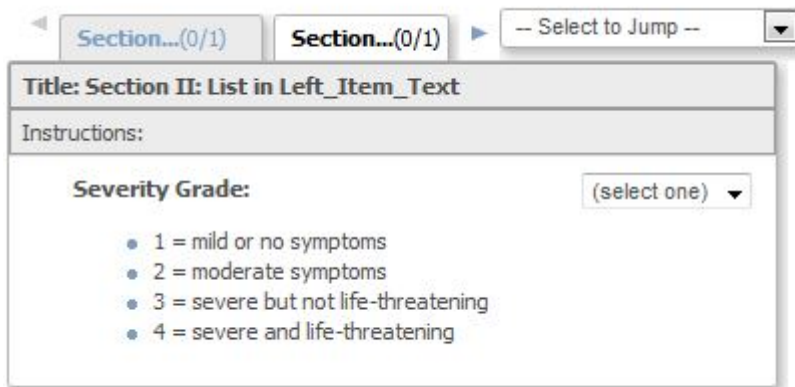 Section...(0/1) Section...(0/1) -- Select to Jump --
Title: Section II: List in Left_Item_Text
Instructions:
Severity Grade: (select one)
1 = mild or no symptoms
2 = moderate symptoms
3 = severe but not life-threatening
4 = severe and life-threatening